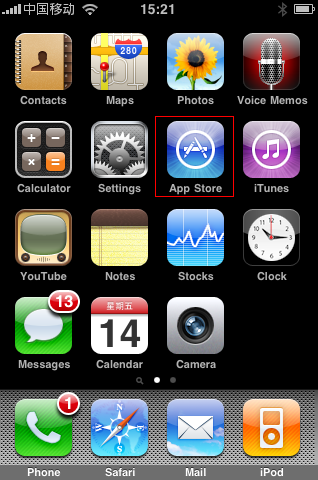 中国移动 15:21
280
Contacts Maps Photos Voice Memos
Calculator Settings App Store iTunes
YouTube Notes Stocks Clock
13 星期五
14
Messages Calendar Camera
1
Phone Safari Mail iPod